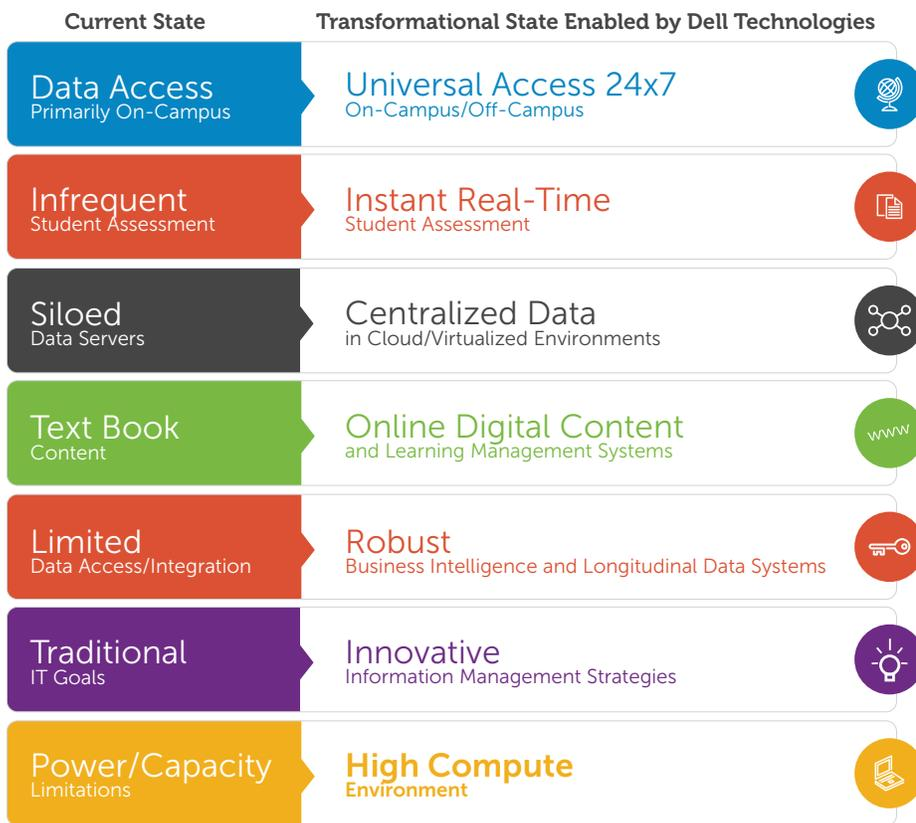 Current State
Transformational State Enabled by Dell Technologies
Data Access
Primarily On-Campus
Universal Access 24x7
On-Campus/Off-Campus
Infrequent
Student Assessment
Instant Real-Time
Student Assessment
Siloed
Data Servers
Centralized Data
in Cloud/Virtualized Environments
Text Book
Content
Online Digital Content
and Learning Management Systems
www
Limited
Data Access/Integration
Robust
Business Intelligence and Longitudinal Data Systems
Traditional
IT Goals
Innovative
Information Management Strategies
Power/Capacity
Limitations
High Compute
Environment